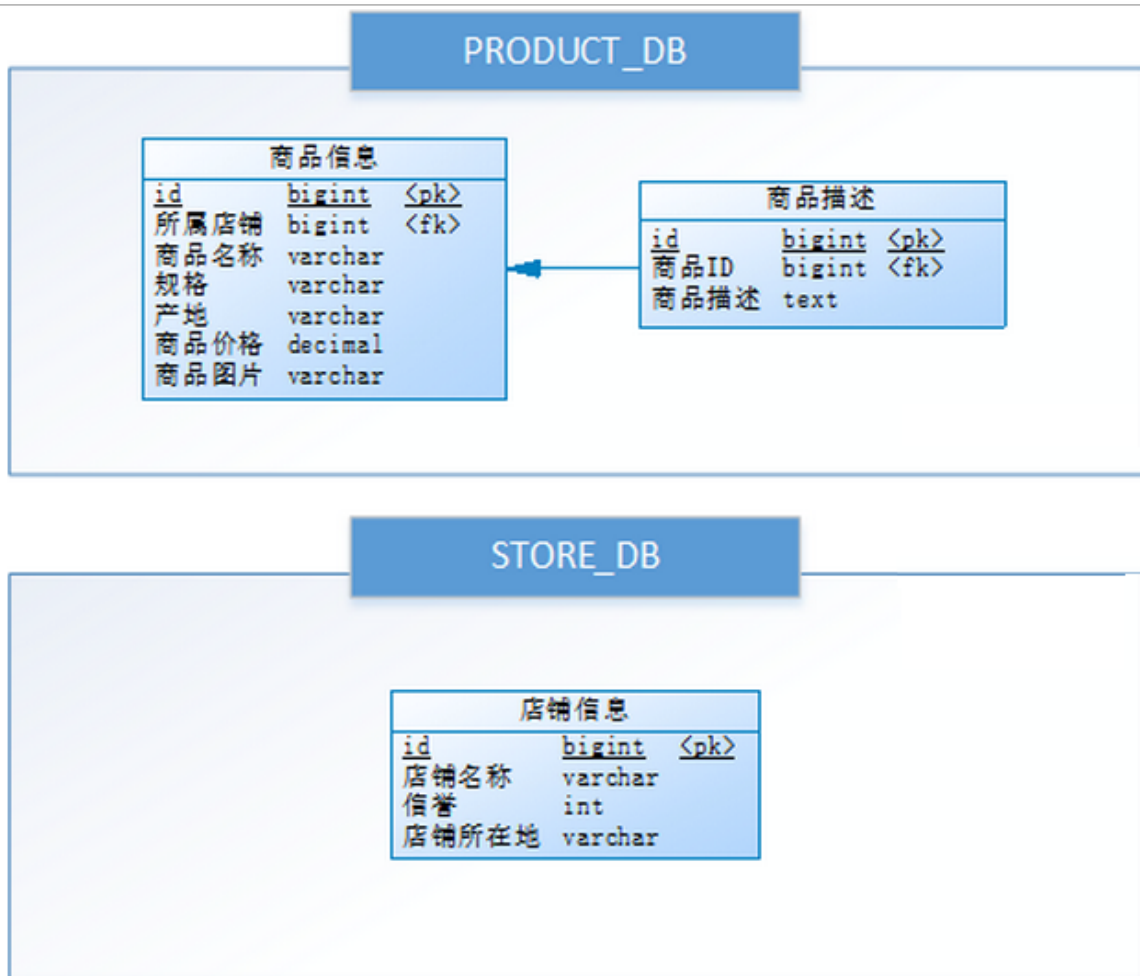 PRODUCT_DB
商品信息
id bigint <pk>
所属店铺 bigint <fk>
商品名称 varchar
规格 varchar
产地 varchar
商品价格 decimal
商品图片 varchar
商品描述
id bigint <pk>
商品ID bigint <fk>
商品描述 text
STORE_DB
店铺信息
id bigint <pk>
店铺名称 varchar
信誉 int
店铺所在地 varchar